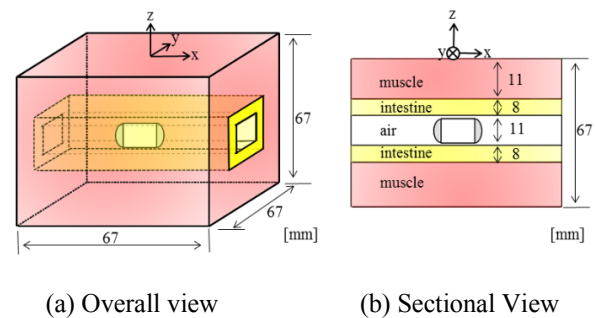 z
y
x
67
67
67
[mm]
z
y
x
muscle
11
intestine
8
air
11
67
intestine
8
muscle
[mm]
(a) Overall view
(b) Sectional View